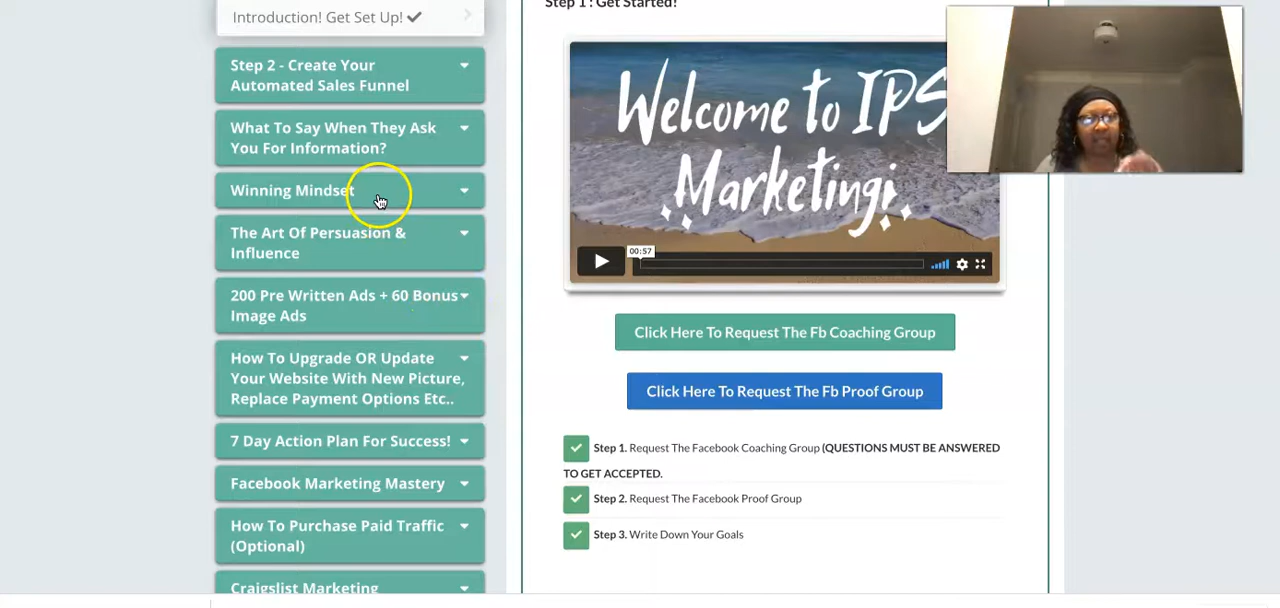 Introduction! Get Set Up! ✔
Step 2 - Create Your
Automated Sales Funnel
What To Say When They Ask
You For Information?
Winning Mindset
The Art Of Persuasion &
Influence
200 Pre Written Ads + 60 Bonus
Image Ads
How To Upgrade OR Update
Your Website With New Picture,
Replace Payment Options Etc..
7 Day Action Plan For Success!
Facebook Marketing Mastery
How To Purchase Paid Traffic
(Optional)
Craigslist Marketing
Step 1 : Get Started!
Welcome to IPS
Marketing
00:57
Click Here To Request The Fb Coaching Group
Click Here To Request The Fb Proof Group
Step 1. Request The Facebook Coaching Group (QUESTIONS MUST BE ANSWERED
TO GET ACCEPTED.
Step 2. Request The Facebook Proof Group
Step 3. Write Down Your Goals